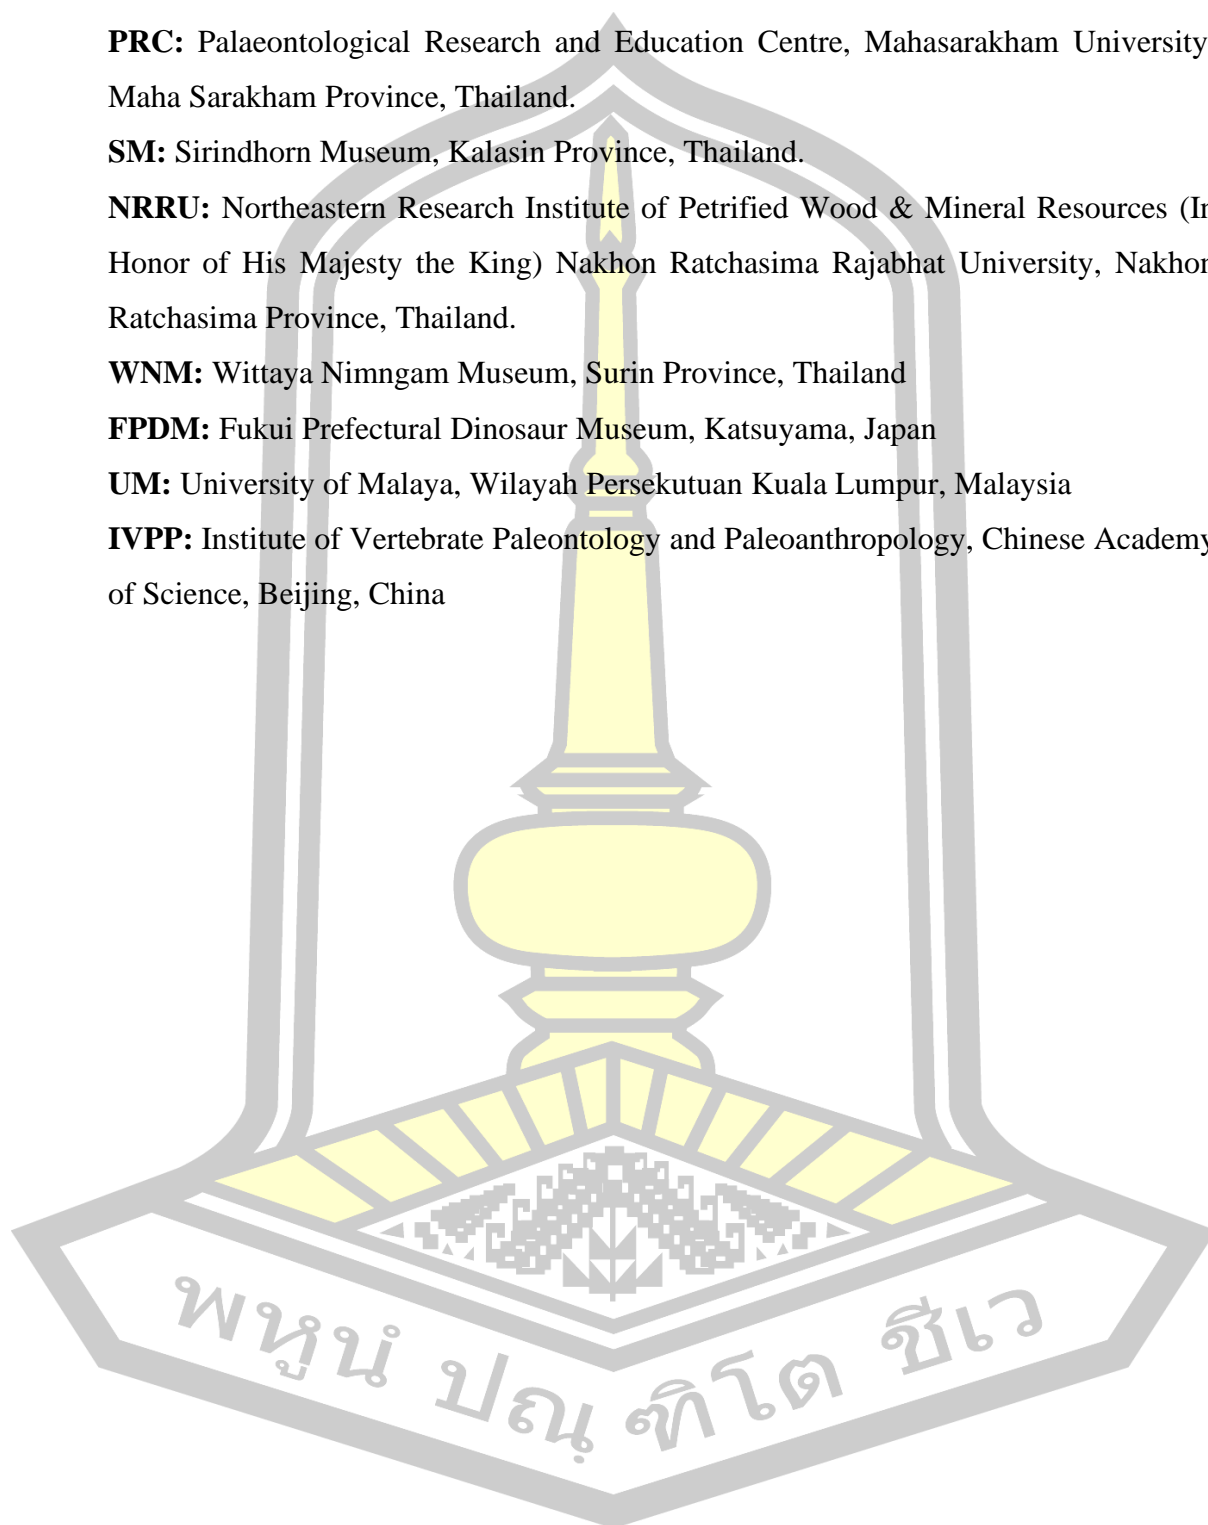 PRC: Palaeontological Research and Education Centre, Mahasarakham University
Maha Sarakham Province, Thailand.
SM: Sirindhorn Museum, Kalasin Province, Thailand.
NRRU: Northeastern Research Institute of Petrified Wood & Mineral Resources (In
Honor of His Majesty the King) Nakhon Ratchasima Rajabhat University, Nakhon
Ratchasima Province, Thailand.
WNM: Wittaya Nimngam Museum, Surin Province, Thailand
FPDM: Fukui Prefectural Dinosaur Museum, Katsuyama, Japan
UM: University of Malaya, Wilayah Persekutuan Kuala Lumpur, Malaysia
IVPP: Institute of Vertebrate Paleontology and Paleoanthropology, Chinese Academy
of Science, Beijing, China
พหูนํ ปณฺฑิโต ชีเว